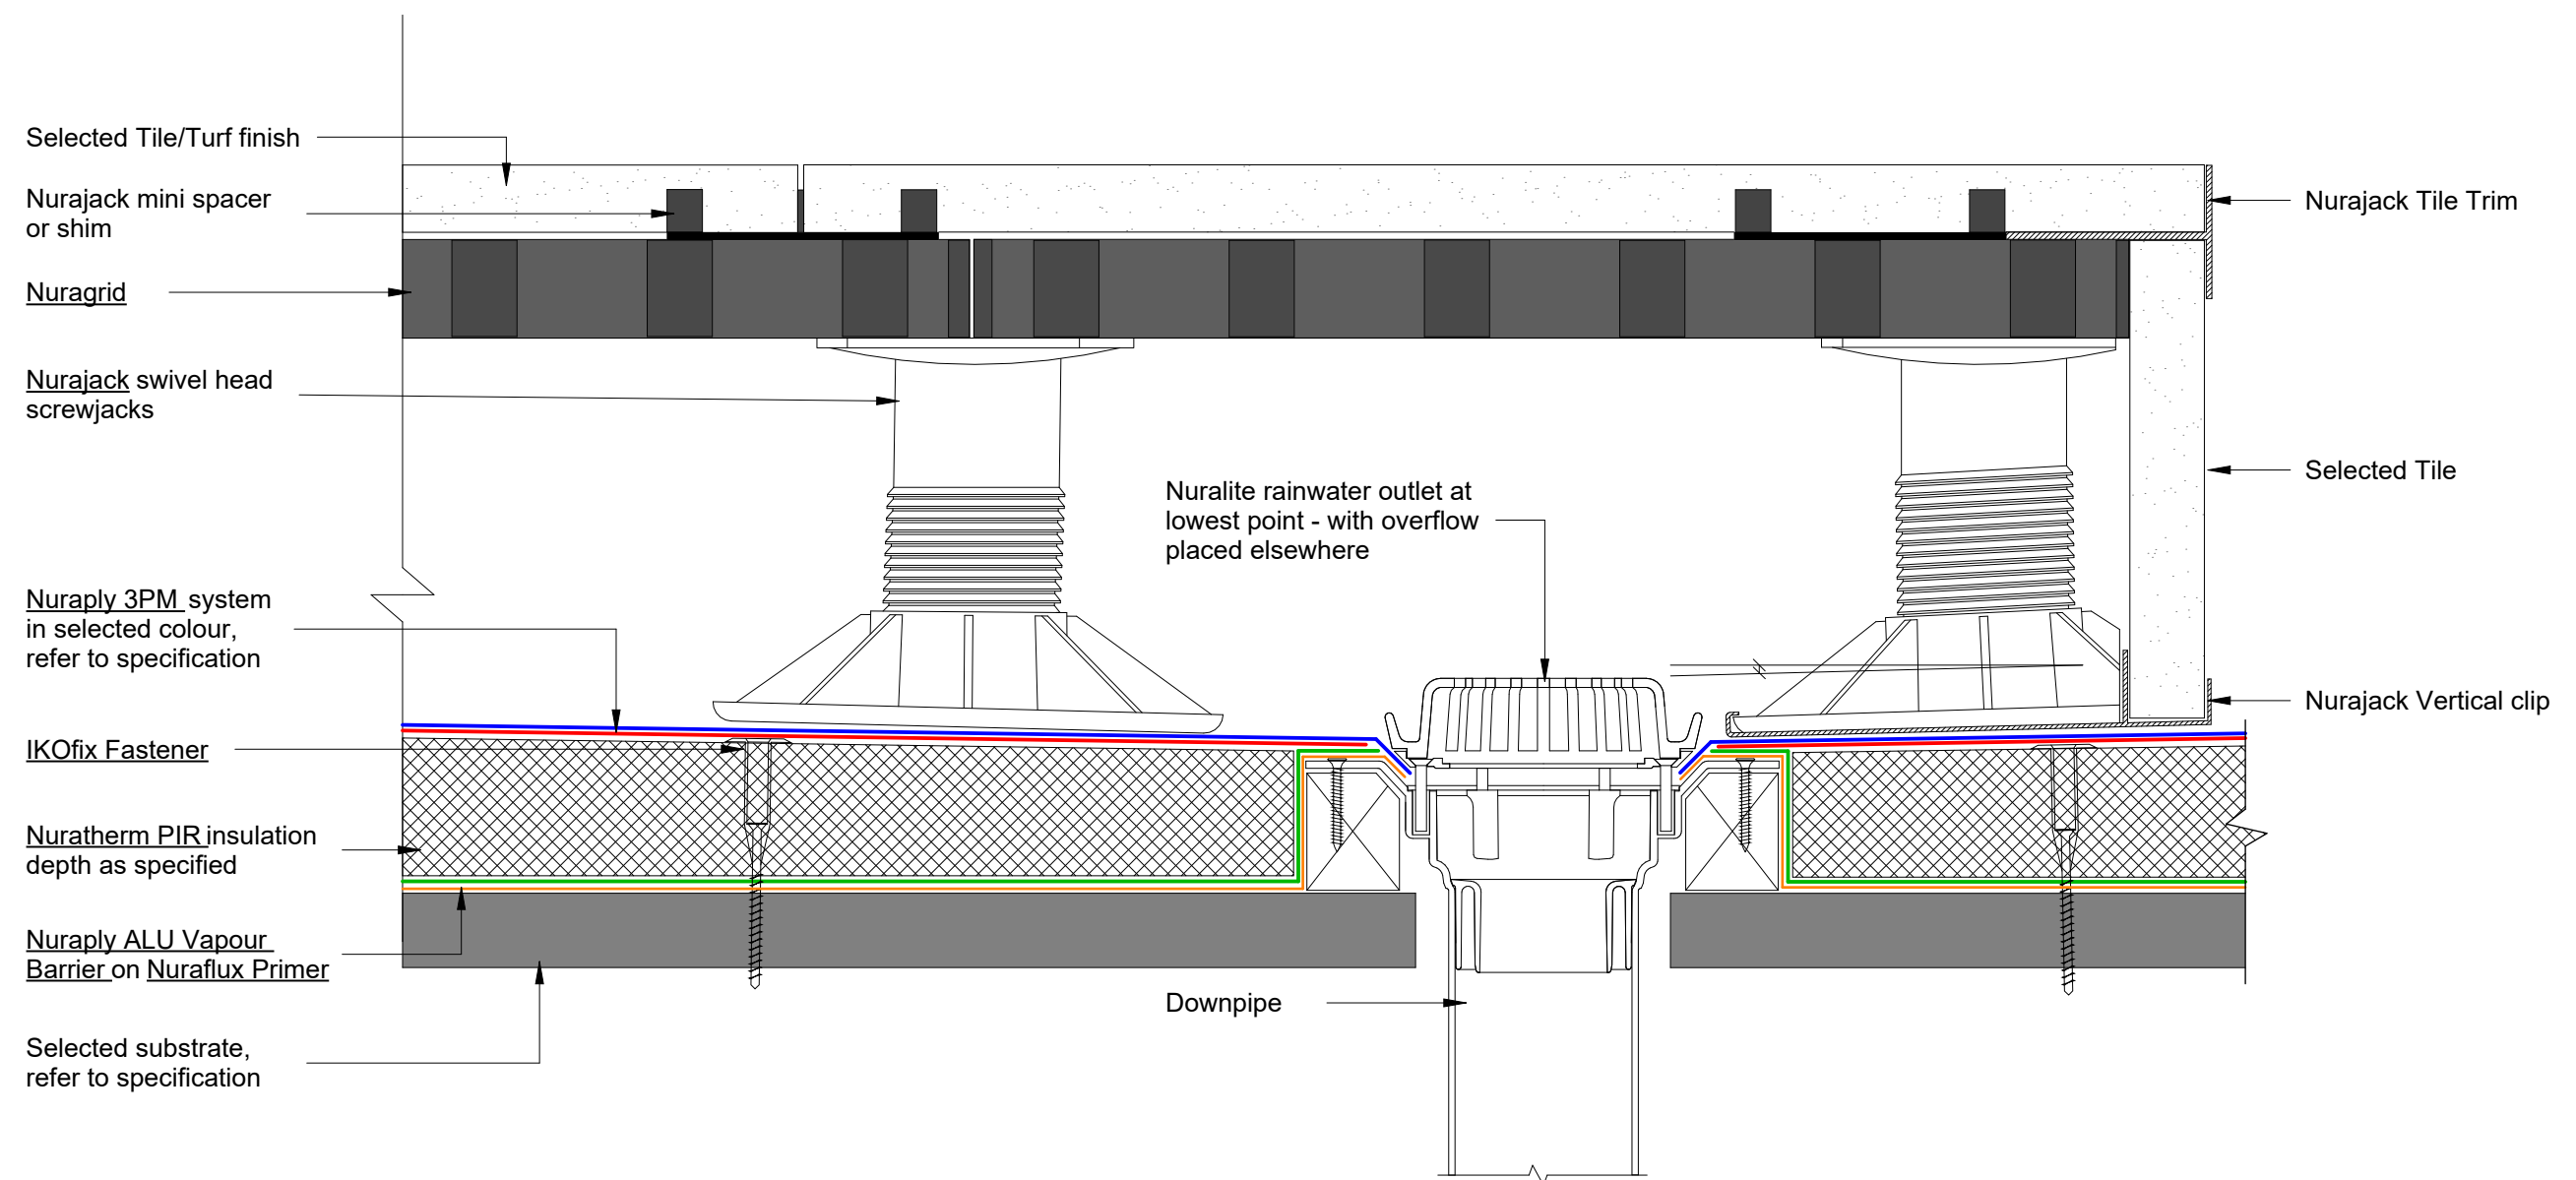 Selected Tile/Turf finish
Nurajack mini spacer
or shim
Nuragrid
Nurajack swivel head
screwjacks
Nuraply 3PM system
in selected colour,
refer to specification
IKOfix Fastener
Nuratherm PIR insulation
depth as specified
Nuraply ALU Vapour
Barrier on Nuraflux Primer
Selected substrate,
refer to specification
Nuralite rainwater outlet at
lowest point - with overflow
placed elsewhere
Downpipe
Nurajack Tile Trim
Selected Tile
Nurajack Vertical clip